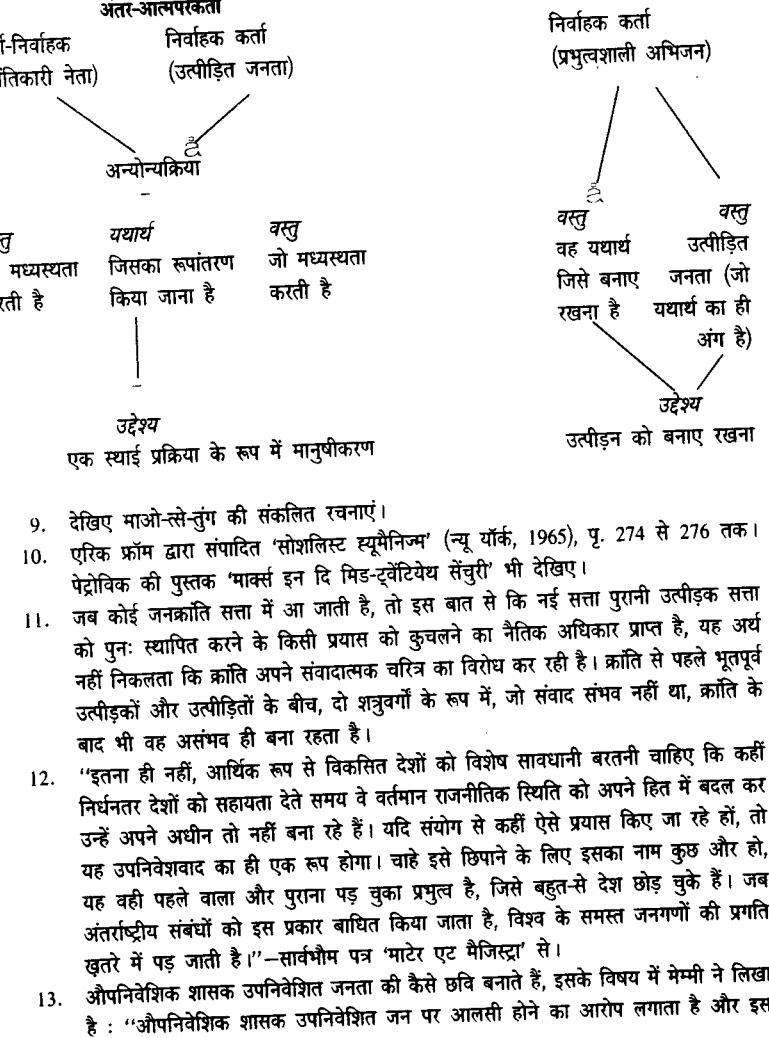 अंतर-आत्मपरकता
निर्वाहक कर्ता
निर्वाहक कर्ता
-निर्वाहक
(उत्पीड़ित जनता)
(प्रभुत्वशाली अभिजन)
तिकारी नेता)
अन्योन्यक्रिया
यथार्थ
वस्तु
वस्तु
वस्तु
मध्यस्थता
जिसका रूपांतरण
जो मध्यस्थता
वह यथार्थ
उत्पीड़ित
रती है
किया जाना है
करती है
जिसे बनाए
जनता (जो
रखना है
यथार्थ का ही
अंग है)
उद्देश्य
उद्देश्य
एक स्थाई प्रक्रिया के रूप में मानुषीकरण
उत्पीड़न को बनाए रखना
9. देखिए माओ-त्से-तुंग की संकलित रचनाएं।
10. एरिक फ्रॉम द्वारा संपादित 'सोशलिस्ट ह्यूमैनिज्म' (न्यू यॉर्क, 1965), पृ. 274 से 276 तक।
पेट्रोविक की पुस्तक 'मार्क्स इन दि मिड-ट्वेंटियेथ सेंचुरी' भी देखिए।
11. जब कोई जनक्रांति सत्ता में आ जाती है, तो इस बात से कि नई सत्ता पुरानी उत्पीड़क सत्ता
को पुनः स्थापित करने के किसी प्रयास को कुचलने का नैतिक अधिकार प्राप्त है, यह अर्थ
नहीं निकलता कि क्रांति अपने संवादात्मक चरित्र का विरोध कर रही है। क्रांति से पहले भूतपूर्व
उत्पीड़कों और उत्पीड़ितों के बीच, दो शत्रुवर्गों के रूप में, जो संवाद संभव नहीं था, क्रांति के
बाद भी वह असंभव ही बना रहता है।
12. "इतना ही नहीं, आर्थिक रूप से विकसित देशों को विशेष सावधानी बरतनी चाहिए कि कहीं
निर्धनतर देशों को सहायता देते समय वे वर्तमान राजनीतिक स्थिति को अपने हित में बदल कर
उन्हें अपने अधीन तो नहीं बना रहे हैं। यदि संयोग से कहीं ऐसे प्रयास किए जा रहे हों, तो
यह उपनिवेशवाद का ही एक रूप होगा। चाहे इसे छिपाने के लिए इसका नाम कुछ और हो,
यह वही पहले वाला और पुराना पड़ चुका प्रभुत्व है, जिसे बहुत-से देश छोड़ चुके हैं। जब
अंतर्राष्ट्रीय संबंधों को इस प्रकार बाधित किया जाता है, विश्व के समस्त जनगणों की प्रगति
ख़तरे में पड़ जाती है।"–सार्वभौम पत्र 'माटेर एट मैजिस्ट्रा' से।
13. औपनिवेशिक शासक उपनिवेशित जनता की कैसे छवि बनाते हैं, इसके विषय में मेम्मी ने लिखा
है : "औपनिवेशिक शासक उपनिवेशित जन पर आलसी होने का आरोप लगाता है और इस